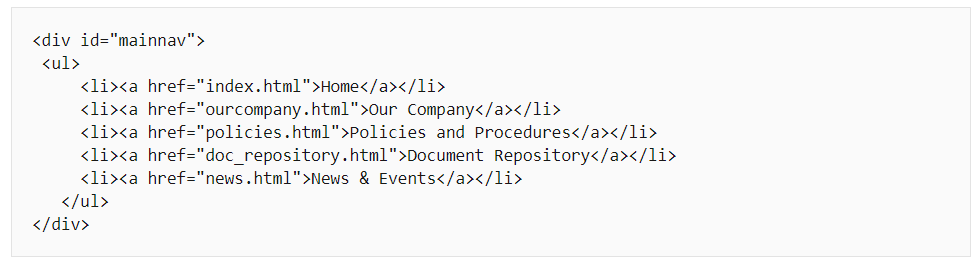 <div id="mainnav">
 <ul>
     <li><a href="index.html">Home</a></li>
     <li><a href="ourcompany.html">Our Company</a></li>
     <li><a href="policies.html">Policies and Procedures</a></li>
     <li><a href="doc_repository.html">Document Repository</a></li>
     <li><a href="news.html">News & Events</a></li>
   </ul>
</div>